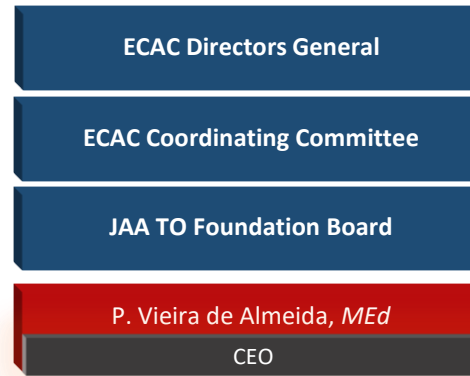 ECAC Directors General
ECAC Coordinating Committee
JAA TO Foundation Board
P. Vieira de Almeida, MEd
CEO